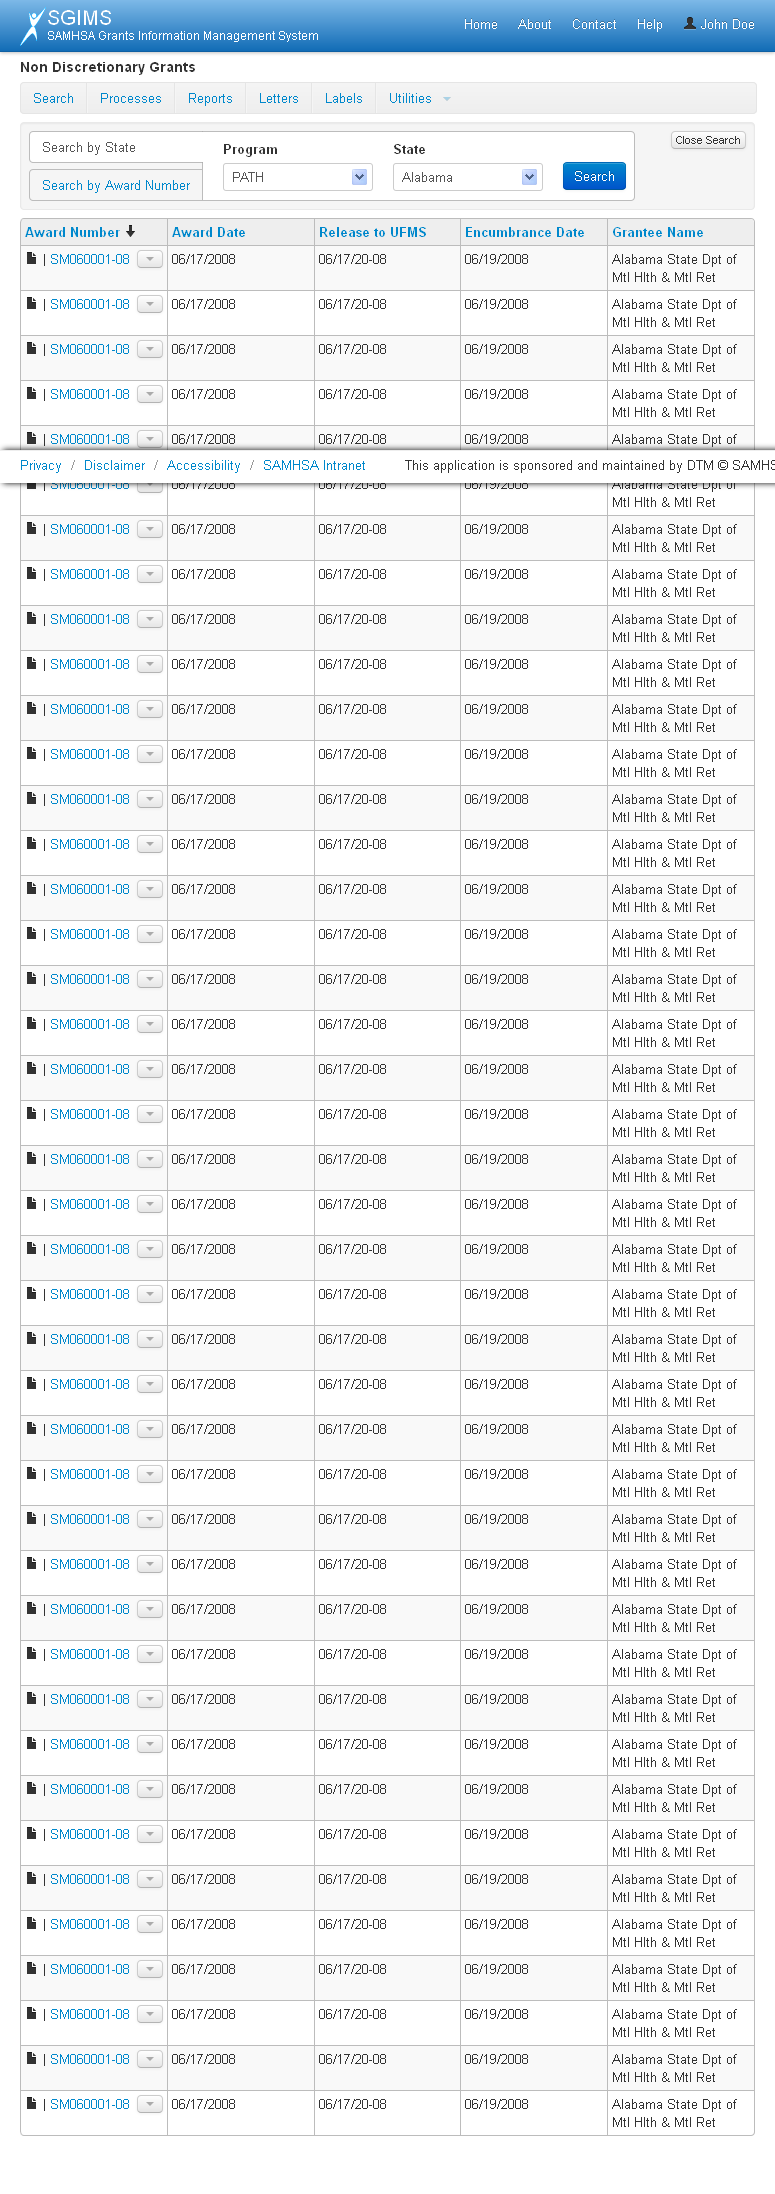 SGIMS
SAMHSA Grants Information Management System
Home About Contact Help John Doe
Non Discretionary Grants
Search Processes Reports Letters Labels Utilities
Search by State
Search by Award Number
Program State
PATH Alabama Search
Close Search
Award Number Award Date Release to UFMS Encumbrance Date Grantee Name
| SM060001-08 06/17/2008 06/17/20-08 06/19/2008 Alabama State Dpt of
Mtl Hlth & Mtl Ret
| SM060001-08 06/17/2008 06/17/20-08 06/19/2008 Alabama State Dpt of
Mtl Hlth & Mtl Ret
| SM060001-08 06/17/2008 06/17/20-08 06/19/2008 Alabama State Dpt of
Mtl Hlth & Mtl Ret
| SM060001-08 06/17/2008 06/17/20-08 06/19/2008 Alabama State Dpt of
Mtl Hlth & Mtl Ret
| SM060001-08 06/17/2008 06/17/20-08 06/19/2008 Alabama State Dpt of
Privacy / Disclaimer / Accessibility / SAMHSA Intranet This application is sponsored and maintained by DTM © SAMHS
| SM060001-08 06/17/2008 06/17/20-08 06/19/2008 Alabama State Dpt of
Mtl Hlth & Mtl Ret
| SM060001-08 06/17/2008 06/17/20-08 06/19/2008 Alabama State Dpt of
Mtl Hlth & Mtl Ret
| SM060001-08 06/17/2008 06/17/20-08 06/19/2008 Alabama State Dpt of
Mtl Hlth & Mtl Ret
| SM060001-08 06/17/2008 06/17/20-08 06/19/2008 Alabama State Dpt of
Mtl Hlth & Mtl Ret
| SM060001-08 06/17/2008 06/17/20-08 06/19/2008 Alabama State Dpt of
Mtl Hlth & Mtl Ret
| SM060001-08 06/17/2008 06/17/20-08 06/19/2008 Alabama State Dpt of
Mtl Hlth & Mtl Ret
| SM060001-08 06/17/2008 06/17/20-08 06/19/2008 Alabama State Dpt of
Mtl Hlth & Mtl Ret
| SM060001-08 06/17/2008 06/17/20-08 06/19/2008 Alabama State Dpt of
Mtl Hlth & Mtl Ret
| SM060001-08 06/17/2008 06/17/20-08 06/19/2008 Alabama State Dpt of
Mtl Hlth & Mtl Ret
| SM060001-08 06/17/2008 06/17/20-08 06/19/2008 Alabama State Dpt of
Mtl Hlth & Mtl Ret
| SM060001-08 06/17/2008 06/17/20-08 06/19/2008 Alabama State Dpt of
Mtl Hlth & Mtl Ret
| SM060001-08 06/17/2008 06/17/20-08 06/19/2008 Alabama State Dpt of
Mtl Hlth & Mtl Ret
| SM060001-08 06/17/2008 06/17/20-08 06/19/2008 Alabama State Dpt of
Mtl Hlth & Mtl Ret
| SM060001-08 06/17/2008 06/17/20-08 06/19/2008 Alabama State Dpt of
Mtl Hlth & Mtl Ret
| SM060001-08 06/17/2008 06/17/20-08 06/19/2008 Alabama State Dpt of
Mtl Hlth & Mtl Ret
| SM060001-08 06/17/2008 06/17/20-08 06/19/2008 Alabama State Dpt of
Mtl Hlth & Mtl Ret
| SM060001-08 06/17/2008 06/17/20-08 06/19/2008 Alabama State Dpt of
Mtl Hlth & Mtl Ret
| SM060001-08 06/17/2008 06/17/20-08 06/19/2008 Alabama State Dpt of
Mtl Hlth & Mtl Ret
| SM060001-08 06/17/2008 06/17/20-08 06/19/2008 Alabama State Dpt of
Mtl Hlth & Mtl Ret
| SM060001-08 06/17/2008 06/17/20-08 06/19/2008 Alabama State Dpt of
Mtl Hlth & Mtl Ret
| SM060001-08 06/17/2008 06/17/20-08 06/19/2008 Alabama State Dpt of
Mtl Hlth & Mtl Ret
| SM060001-08 06/17/2008 06/17/20-08 06/19/2008 Alabama State Dpt of
Mtl Hlth & Mtl Ret
| SM060001-08 06/17/2008 06/17/20-08 06/19/2008 Alabama State Dpt of
Mtl Hlth & Mtl Ret
| SM060001-08 06/17/2008 06/17/20-08 06/19/2008 Alabama State Dpt of
Mtl Hlth & Mtl Ret
| SM060001-08 06/17/2008 06/17/20-08 06/19/2008 Alabama State Dpt of
Mtl Hlth & Mtl Ret
| SM060001-08 06/17/2008 06/17/20-08 06/19/2008 Alabama State Dpt of
Mtl Hlth & Mtl Ret
| SM060001-08 06/17/2008 06/17/20-08 06/19/2008 Alabama State Dpt of
Mtl Hlth & Mtl Ret
| SM060001-08 06/17/2008 06/17/20-08 06/19/2008 Alabama State Dpt of
Mtl Hlth & Mtl Ret
| SM060001-08 06/17/2008 06/17/20-08 06/19/2008 Alabama State Dpt of
Mtl Hlth & Mtl Ret
| SM060001-08 06/17/2008 06/17/20-08 06/19/2008 Alabama State Dpt of
Mtl Hlth & Mtl Ret
| SM060001-08 06/17/2008 06/17/20-08 06/19/2008 Alabama State Dpt of
Mtl Hlth & Mtl Ret
| SM060001-08 06/17/2008 06/17/20-08 06/19/2008 Alabama State Dpt of
Mtl Hlth & Mtl Ret
| SM060001-08 06/17/2008 06/17/20-08 06/19/2008 Alabama State Dpt of
Mtl Hlth & Mtl Ret
| SM060001-08 06/17/2008 06/17/20-08 06/19/2008 Alabama State Dpt of
Mtl Hlth & Mtl Ret
| SM060001-08 06/17/2008 06/17/20-08 06/19/2008 Alabama State Dpt of
Mtl Hlth & Mtl Ret
| SM060001-08 06/17/2008 06/17/20-08 06/19/2008 Alabama State Dpt of
Mtl Hlth & Mtl Ret
| SM060001-08 06/17/2008 06/17/20-08 06/19/2008 Alabama State Dpt of
Mtl Hlth & Mtl Ret